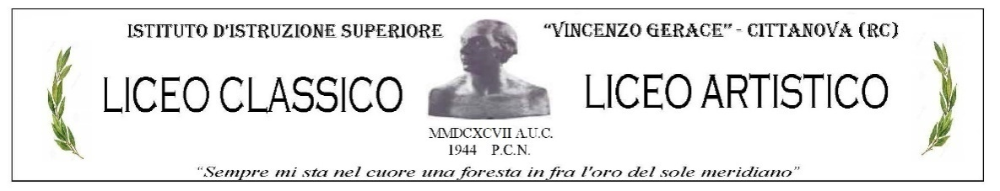 ISTITUTO D'ISTRUZIONE SUPERIORE "VINCENZO GERACE" - CITTANOVA (RC)
LICEO CLASSICO LICEO ARTISTICO
MMDCXCVII A.U.C.
1944 P.C.N.
"Sempre mi sta nel cuore una foresta in fra l'oro del sole meridiano"